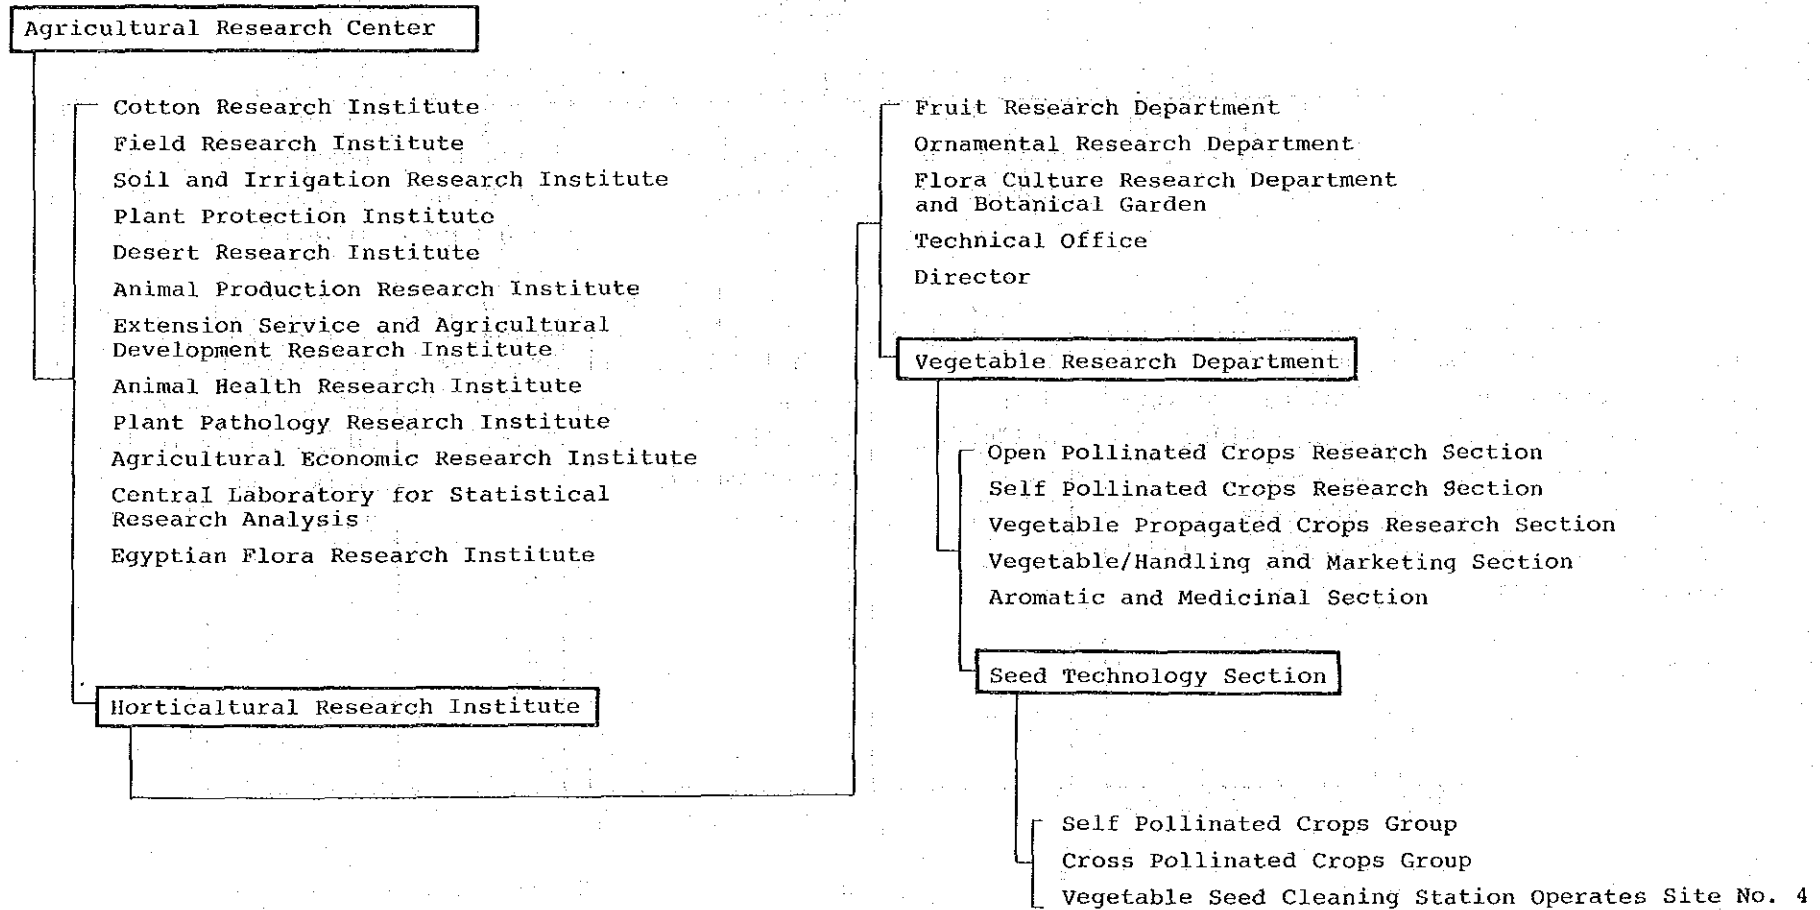 Agricultural Research Center
Cotton Research Institute
Field Research Institute
Soil and Irrigation Research Institute
Plant Protection Institute
Desert Research Institute
Animal Production Research Institute
Extension Service and Agricultural
Development Research Institute
Animal Health Research Institute
Plant Pathology Research Institute
Agricultural Economic Research Institute
Central Laboratory for Statistical
Research Analysis
Egyptian Flora Research Institute
Horticaltural Research Institute
Fruit Research Department
Ornamental Research Department
Flora Culture Research Department
and Botanical Garden
Technical Office
Director
Vegetable Research Department
Open Pollinated Crops Research Section
Self Pollinated Crops Research Section
Vegetable Propagated Crops Research Section
Vegetable/Handling and Marketing Section
Aromatic and Medicinal Section
Seed Technology Section
Self Pollinated Crops Group
Cross Pollinated Crops Group
Vegetable Seed Cleaning Station Operates Site No. 4